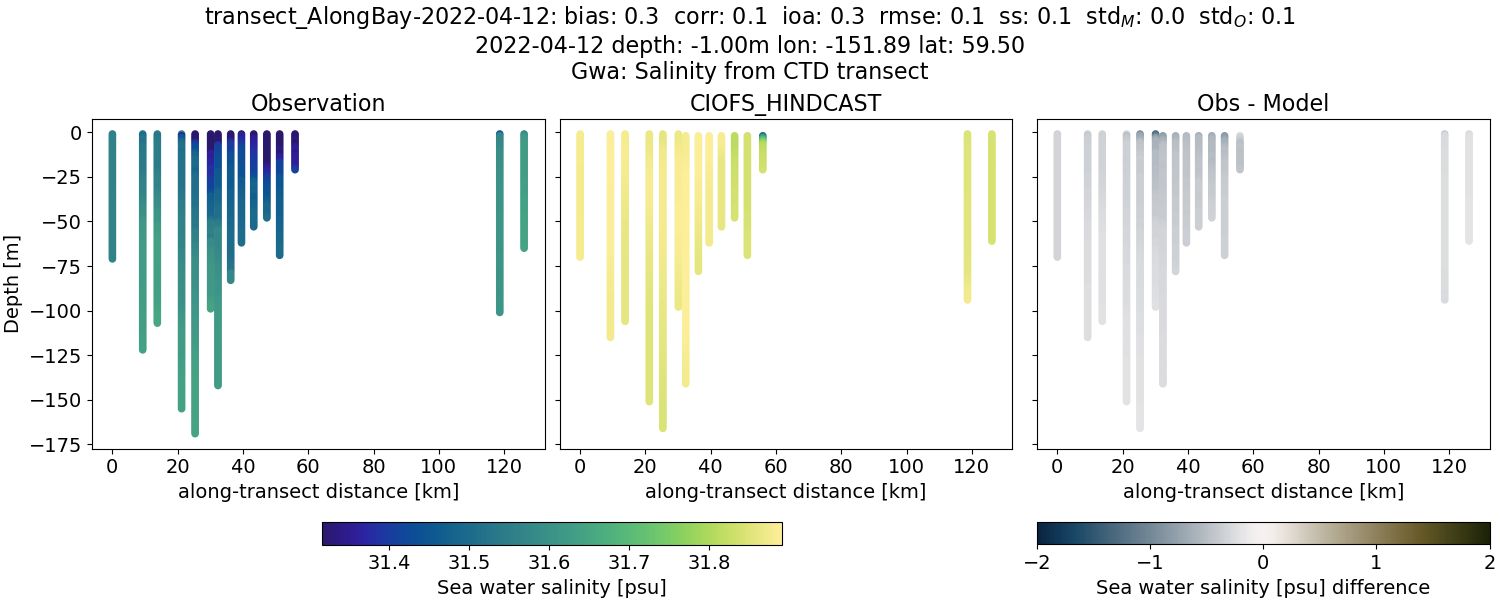 transect_AlongBay-2022-04-12: bias: 0.3 corr: 0.1 ioa: 0.3 rmse: 0.1 ss: 0.1 std_M: 0.0 std_O: 0.1
2022-04-12 depth: -1.00m lon: -151.89 lat: 59.50
Gwa: Salinity from CTD transect
Observation
CIOFS_HINDCAST
Obs - Model
Depth [m]
0
−25
−50
−75
−100
−125
−150
−175
0 20 40 60 80 100 120
0 20 40 60 80 100 120
0 20 40 60 80 100 120
along-transect distance [km]
along-transect distance [km]
along-transect distance [km]
31.4 31.5 31.6 31.7 31.8
Sea water salinity [psu]
−2 −1 0 1 2
Sea water salinity [psu] difference